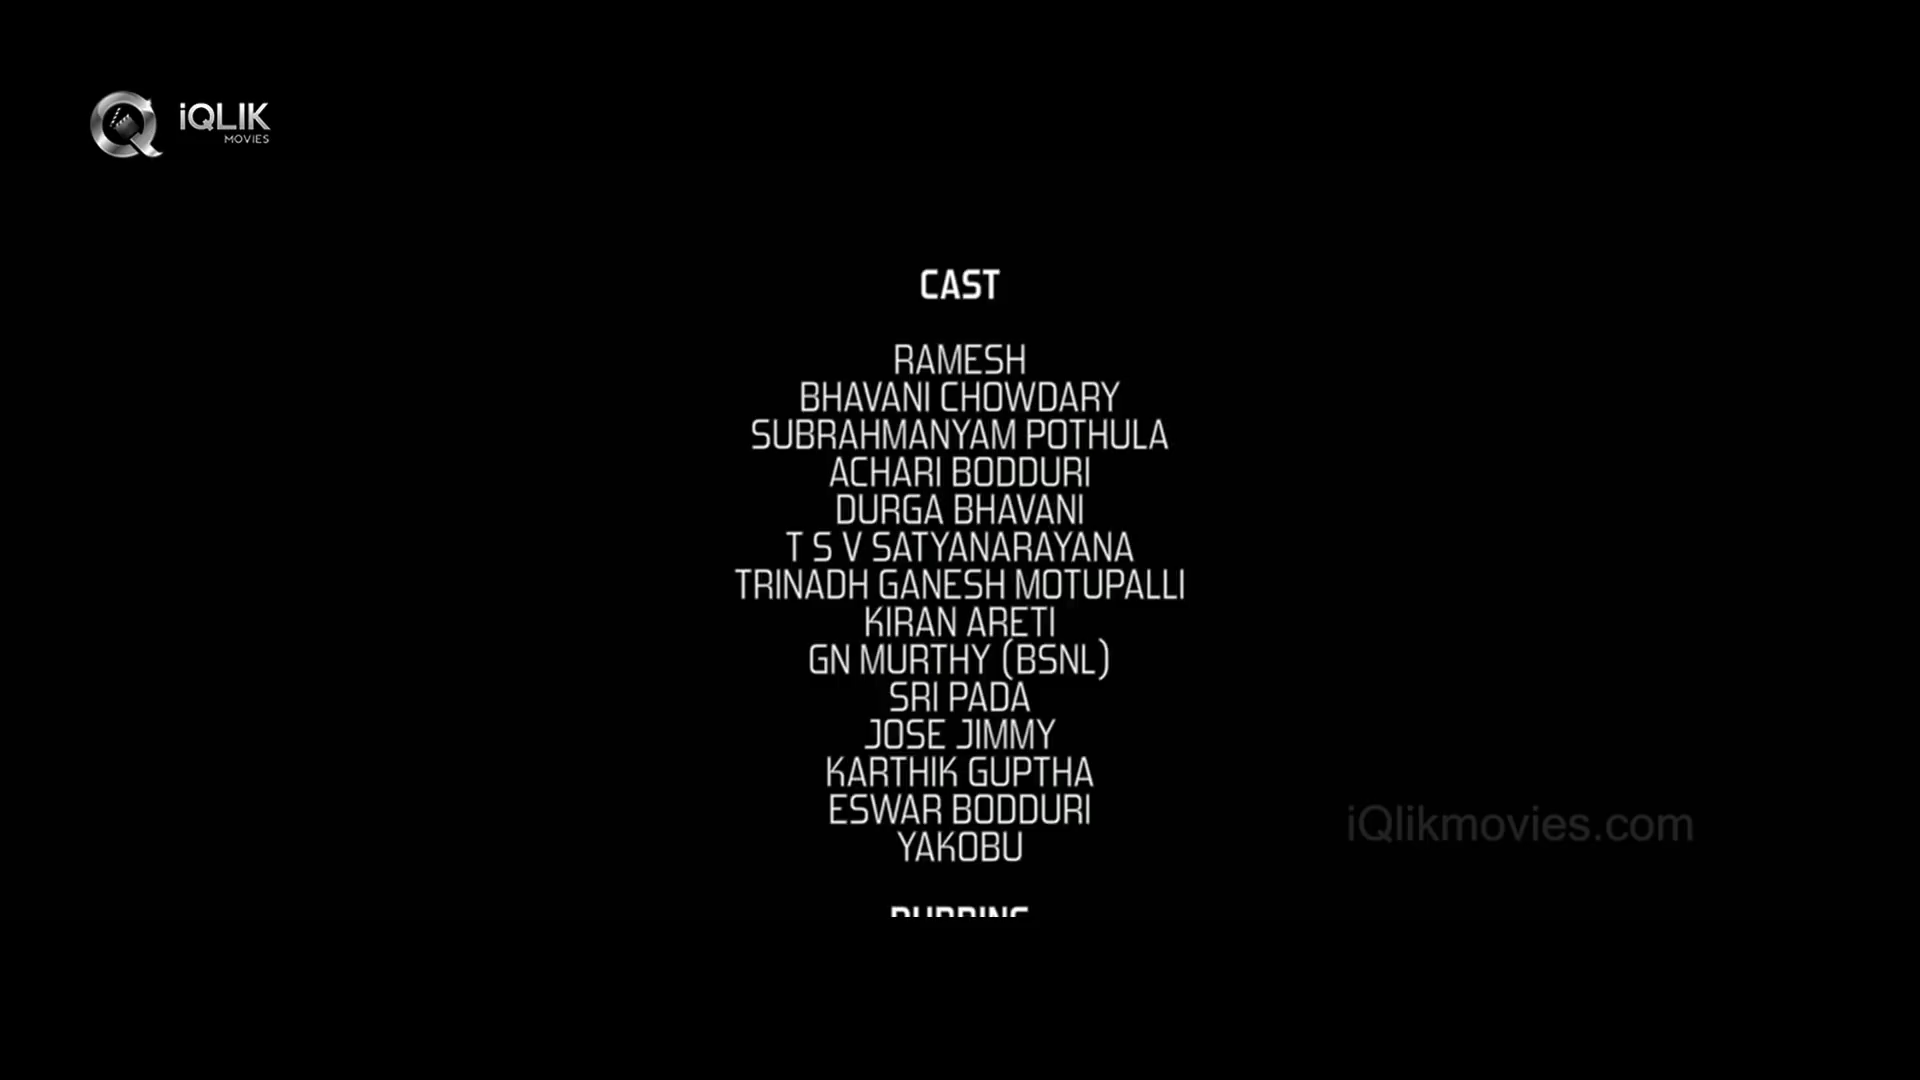 iQLIK
MOVIES
CAST
RAMESH
BHAVANI CHOWDARY
SUBRAHMANYAM POTHULA
ACHARI BODDURI
DURGA BHAVANI
T S V SATYANARAYANA
TRINADH GANESH MOTUPALLI
KIRAN ARETI
GN MURTHY (BSNL)
SRI PADA
JOSE JIMMY
KARTHIK GUPTHA
ESWAR BODDURI
iQlikmovies.com
YAKOBU
DUBBING